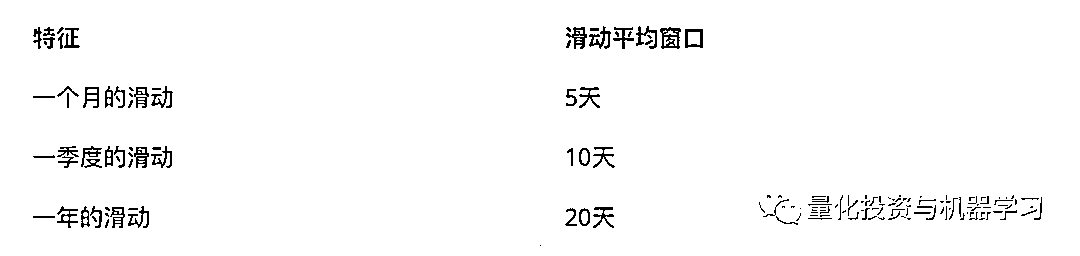 特征 滑动平均窗口
一个月的滑动 5天
一季度的滑动 10天
一年的滑动 20天
量化投资与机器学习